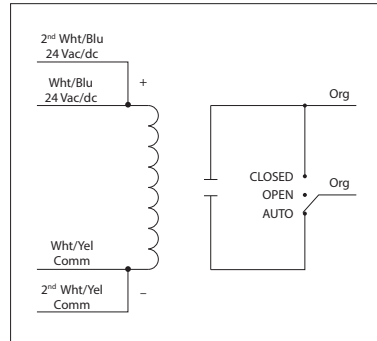 2nd Wht/Blu
24 Vac/dc
Wht/Blu
24 Vac/dc
+
Org
CLOSED
OPEN
AUTO
Org
Wht/Yel
Comm
2nd Wht/Yel
Comm
–